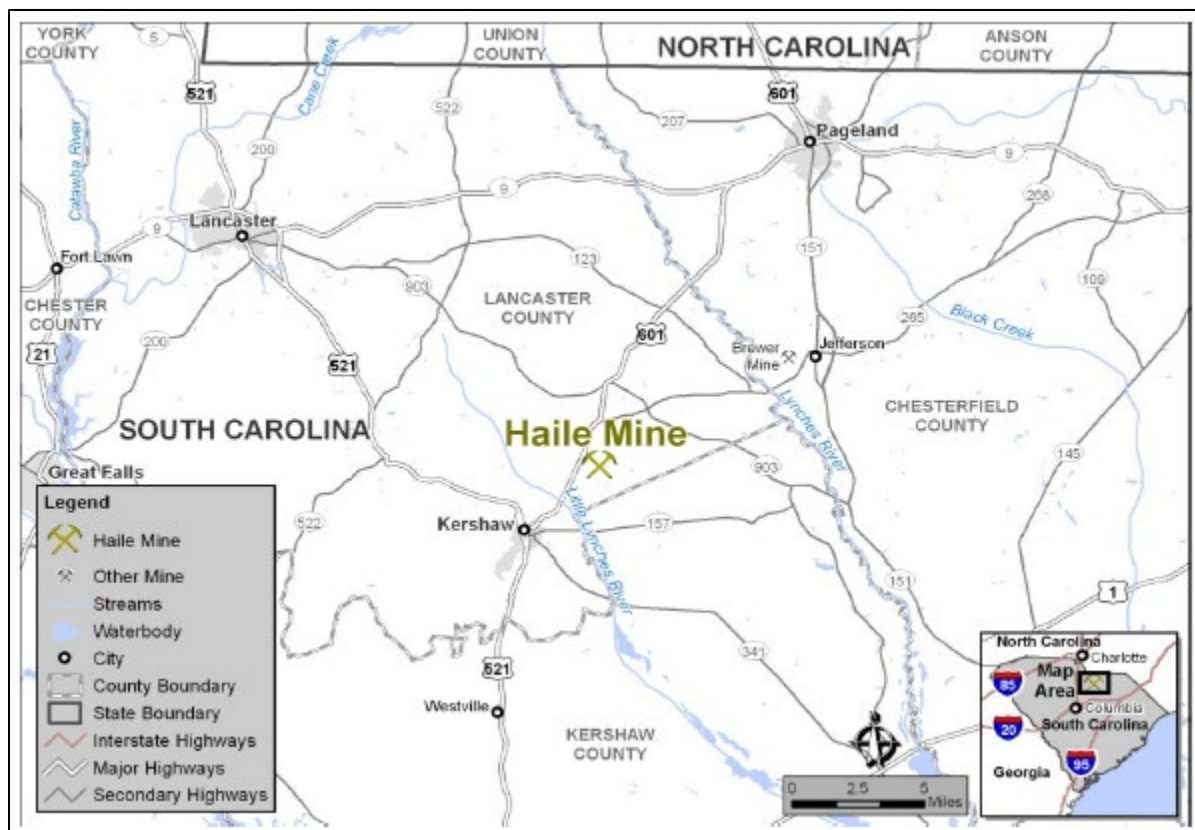 YORK
COUNTY
5
521
Cane Creek
200
UNION
COUNTY
522
NORTH CAROLINA
207
601
ANSON
COUNTY
Pageland
9
208
Catawba River
9
Lancaster
9
Fort Lawn
CHESTER
COUNTY
21
200
903
123
LANCASTER
COUNTY
601
151
109
265
Black Creek
Brewer
Mine
Jefferson
521
SOUTH CAROLINA
Haile Mine
Lynches River
CHESTERFIELD
COUNTY
903
145
Great Falls
522
Kershaw
157
Little Lynches River
151
1
341
521
Westville
KERSHAW
COUNTY
Legend
Haile Mine
Other Mine
Streams
Waterbody
City
County Boundary
State Boundary
Interstate Highways
Major Highways
Secondary Highways
N
0 2.5 5
Miles
North Carolina
Charlotte
85
Map
Area
Columbia
20
South Carolina
95
Georgia